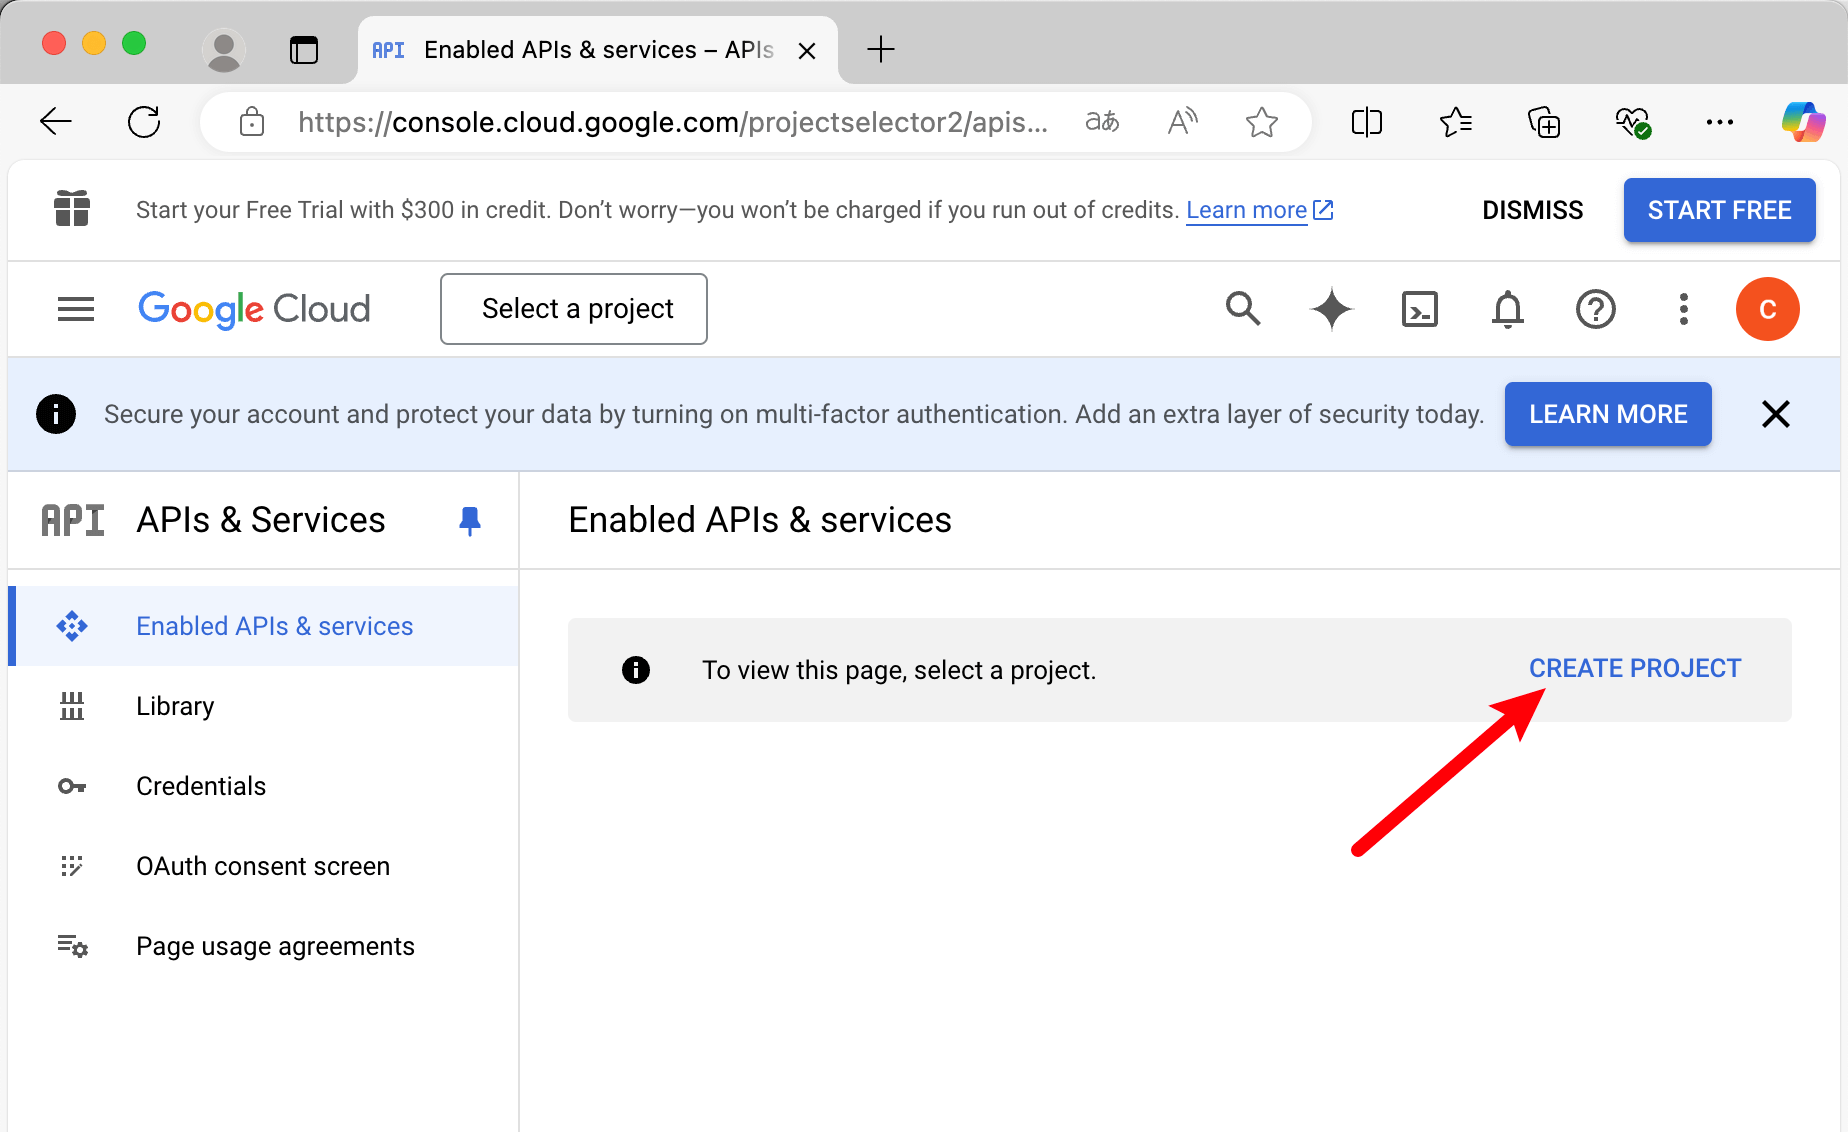 API Enabled APIs & services – APIs
https://console.cloud.google.com/projectselector2/apis...
Start your Free Trial with $300 in credit. Don’t worry—you won’t be charged if you run out of credits. Learn more
DISMISS
START FREE
Google Cloud
Select a project
C
Secure your account and protect your data by turning on multi-factor authentication. Add an extra layer of security today.
LEARN MORE
API APIs & Services
Enabled APIs & services
Enabled APIs & services
Library
Credentials
OAuth consent screen
Page usage agreements
To view this page, select a project.
CREATE PROJECT